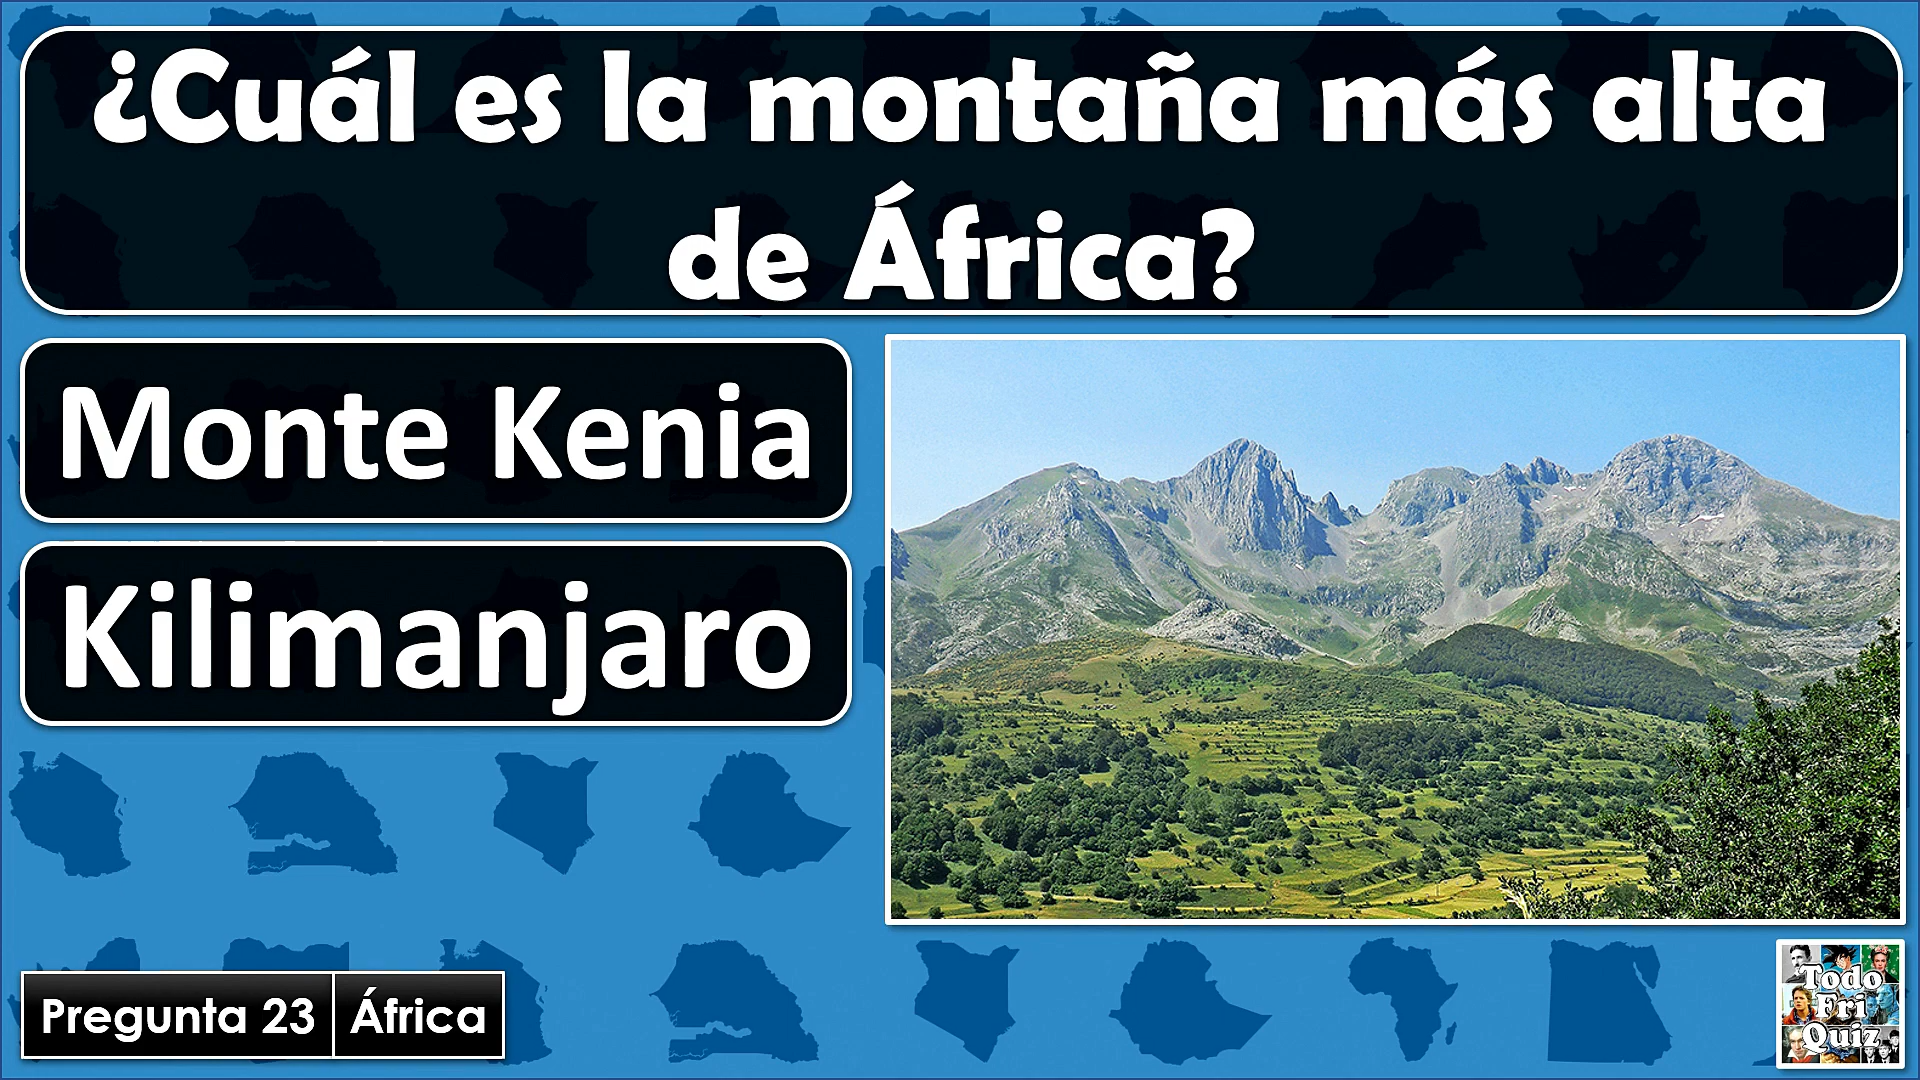 ¿Cuál es la montaña más alta
de África?
Monte Kenia
Kilimanjaro
Pregunta 23 África
Todo
Fri
Quiz